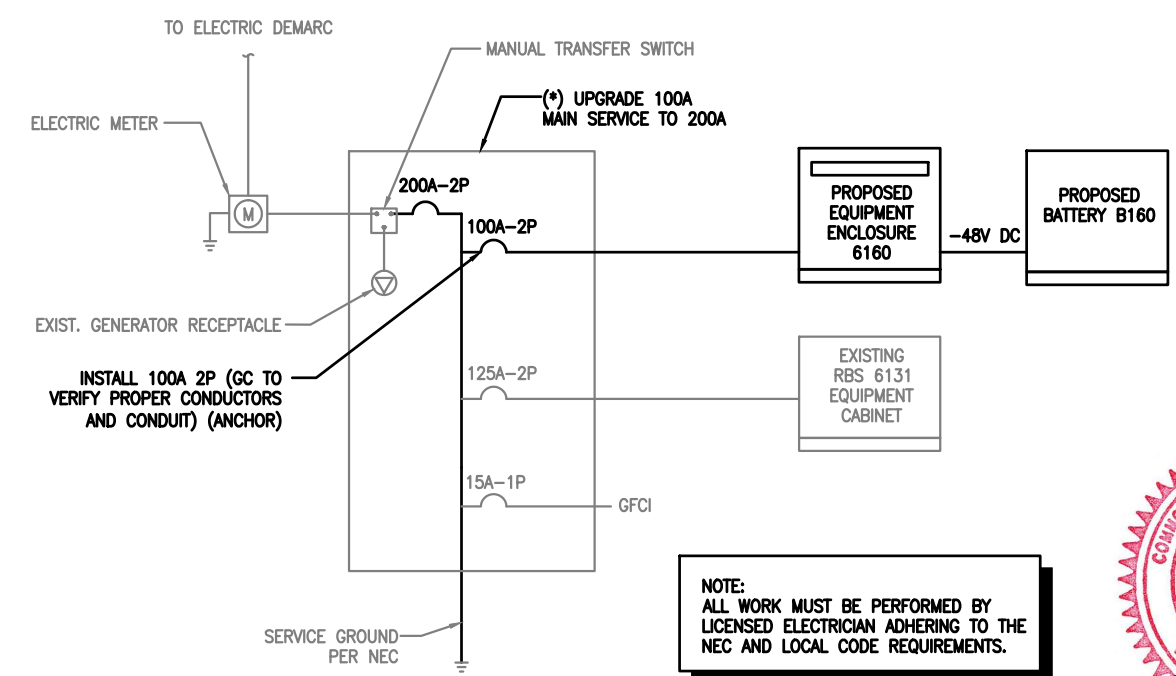 TO ELECTRIC DEMARC
MANUAL TRANSFER SWITCH
(*) UPGRADE 100A
MAIN SERVICE TO 200A
ELECTRIC METER
M
200A-2P
100A-2P
PROPOSED
EQUIPMENT
ENCLOSURE
6160
-48V DC
PROPOSED
BATTERY B160
EXIST. GENERATOR RECEPTACLE
INSTALL 100A 2P (GC TO
VERIFY PROPER CONDUCTORS
AND CONDUIT) (ANCHOR)
125A-2P
EXISTING
RBS 6131
EQUIPMENT
CABINET
15A-1P
GFCI
SERVICE GROUND
PER NEC
NOTE:
ALL WORK MUST BE PERFORMED BY
LICENSED ELECTRICIAN ADHERING TO THE
NEC AND LOCAL CODE REQUIREMENTS.